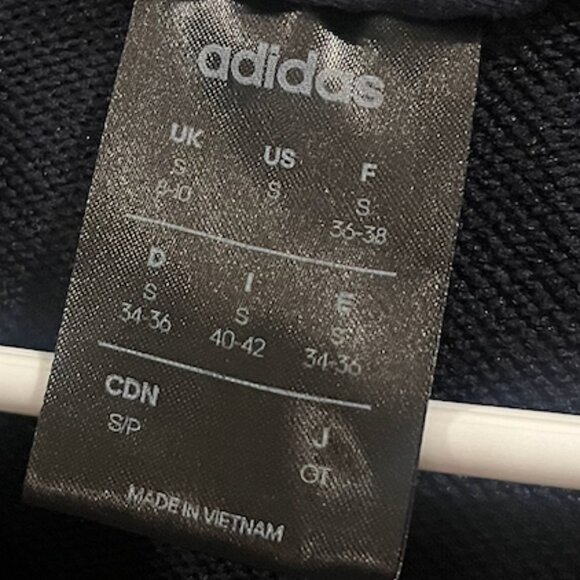 adidas
UK US F
S S S
8-10 36-38
D I E
S S S
34-36 40-42 34-36
CDN J
S/P OT
MADE IN VIETNAM